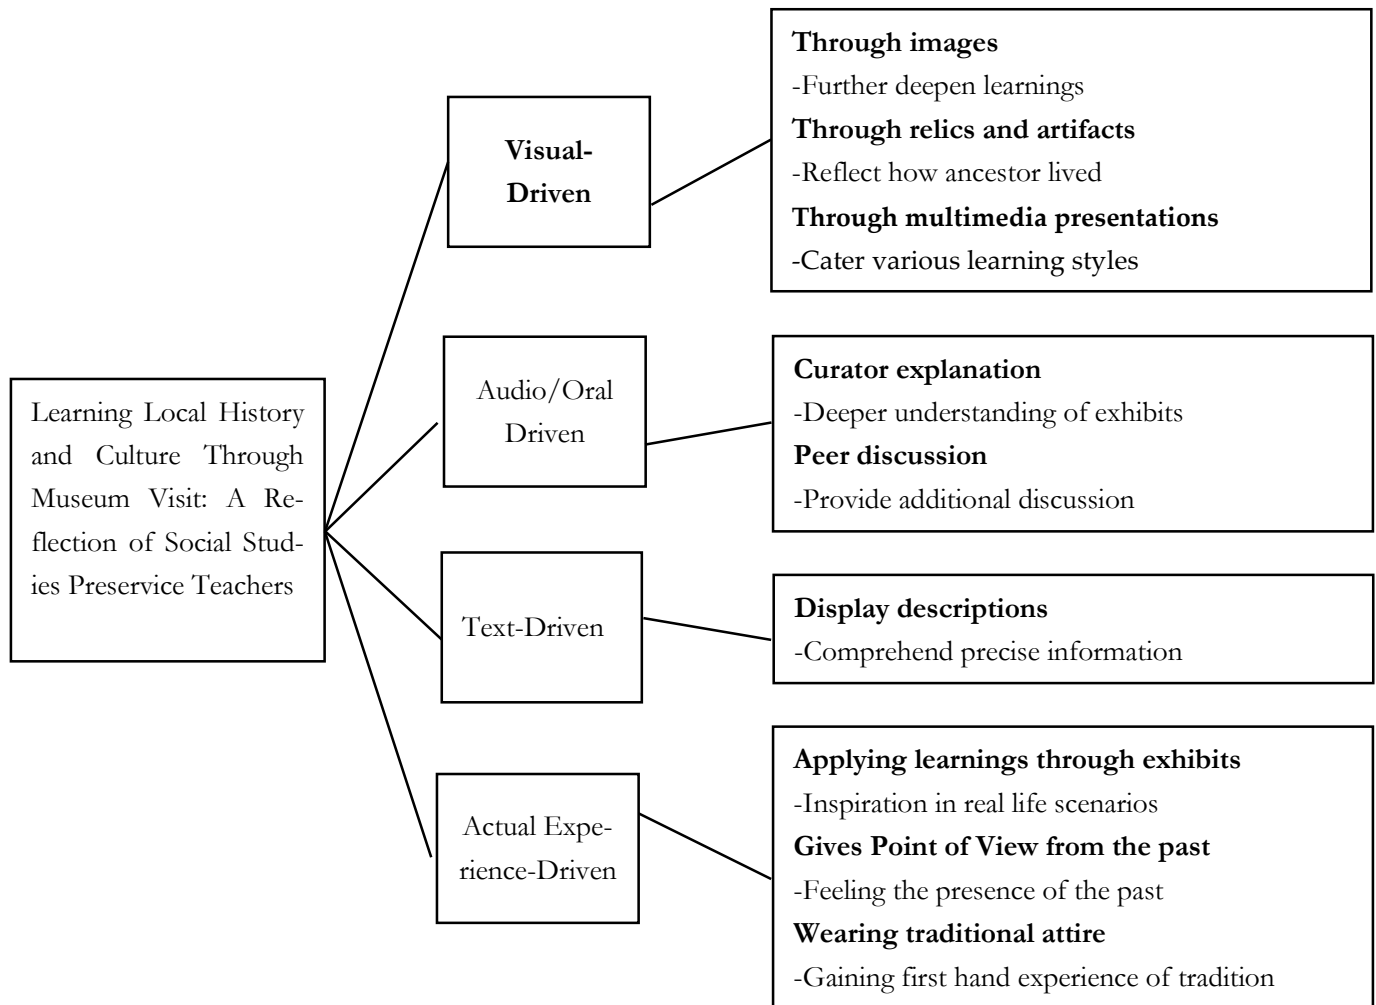 Learning Local History
and Culture Through
Museum Visit: A Re-
flection of Social Stud-
ies Preservice Teachers
Visual-
Driven
Through images
-Further deepen learnings
Through relics and artifacts
-Reflect how ancestor lived
Through multimedia presentations
-Cater various learning styles
Audio/Oral
Driven
Curator explanation
-Deeper understanding of exhibits
Peer discussion
-Provide additional discussion
Text-Driven
Display descriptions
-Comprehend precise information
Actual Expe-
rience-Driven
Applying learnings through exhibits
-Inspiration in real life scenarios
Gives Point of View from the past
-Feeling the presence of the past
Wearing traditional attire
-Gaining first hand experience of tradition